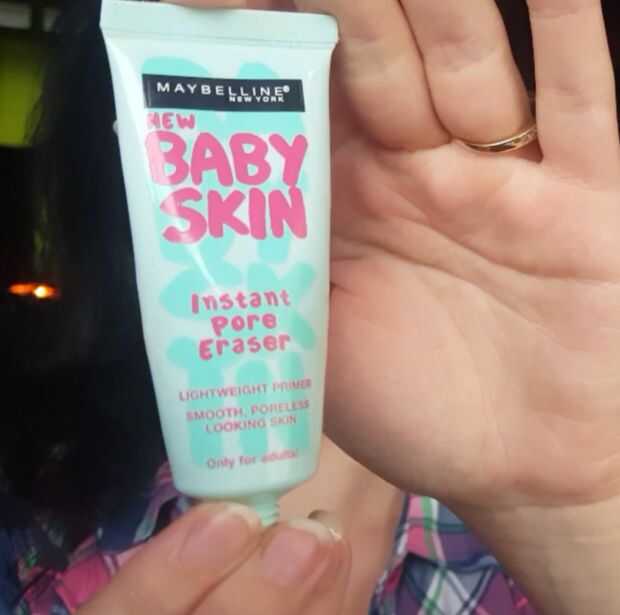 MAYBELLINE®
NEW YORK
NEW
BABY
SKIN
Instant
Pore
Eraser
LIGHTWEIGHT PRIMER
SMOOTH, PORELESS
LOOKING SKIN
Only for adults!